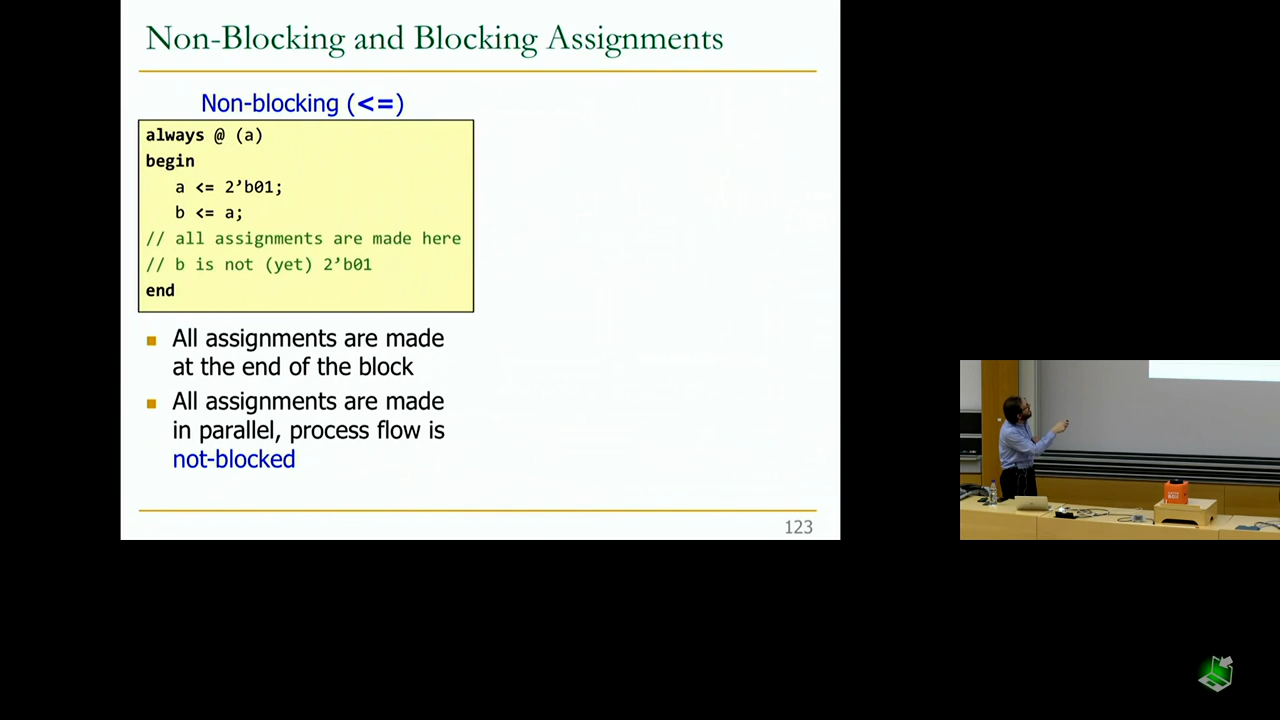 Non-Blocking and Blocking Assignments
Non-blocking (<=)
always @ (a)
begin
a <= 2’b01;
b <= a;
// all assignments are made here
// b is not (yet) 2’b01
end
All assignments are made
at the end of the block
All assignments are made
in parallel, process flow is
not-blocked
123